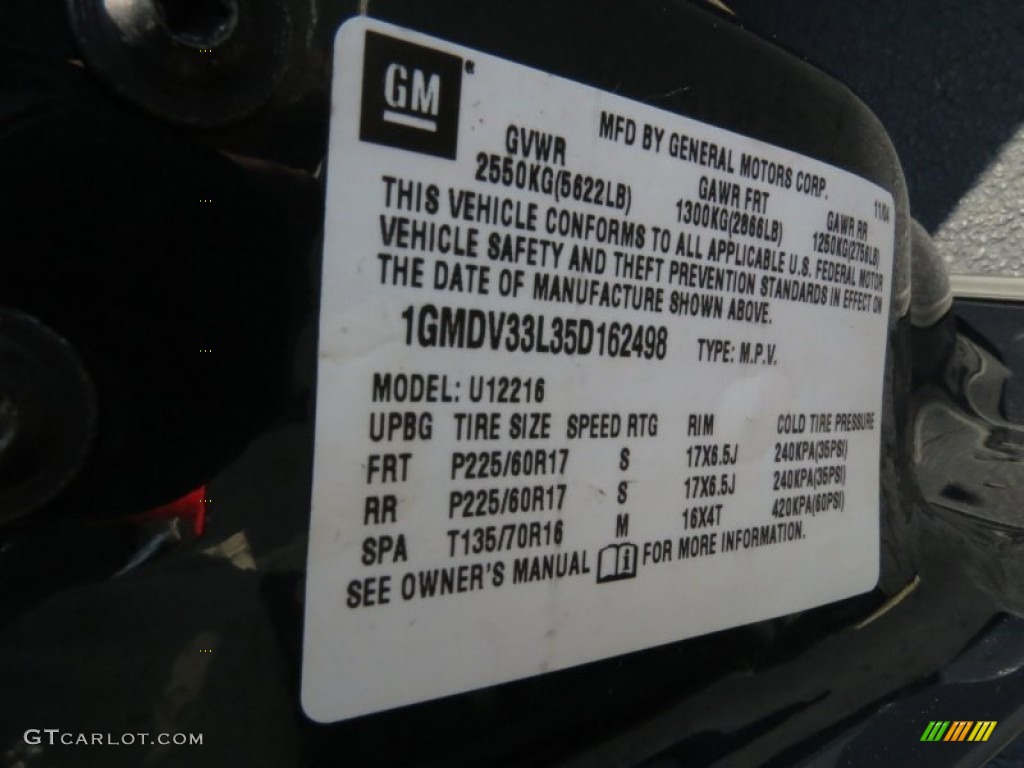 GM
MFD BY GENERAL MOTORS CORP.
11/04
GVWR GAWR FRT GAWR RR
2550KG(5622LB) 1300KG(2866LB) 1250KG(2756LB)
THIS VEHICLE CONFORMS TO ALL APPLICABLE U.S. FEDERAL MOTOR
VEHICLE SAFETY AND THEFT PREVENTION STANDARDS IN EFFECT ON
THE DATE OF MANUFACTURE SHOWN ABOVE.
1GMDV33L35D162498 TYPE: M.P.V.
MODEL: U12216
UPBG TIRE SIZE SPEED RTG RIM COLD TIRE PRESSURE
FRT P225/60R17 S 17X6.5J 240KPA(35PSI)
RR P225/60R17 S 17X6.5J 240KPA(35PSI)
SPA T135/70R16 M 16X4T 420KPA(60PSI)
SEE OWNER'S MANUAL FOR MORE INFORMATION.
GTCARLOT.COM